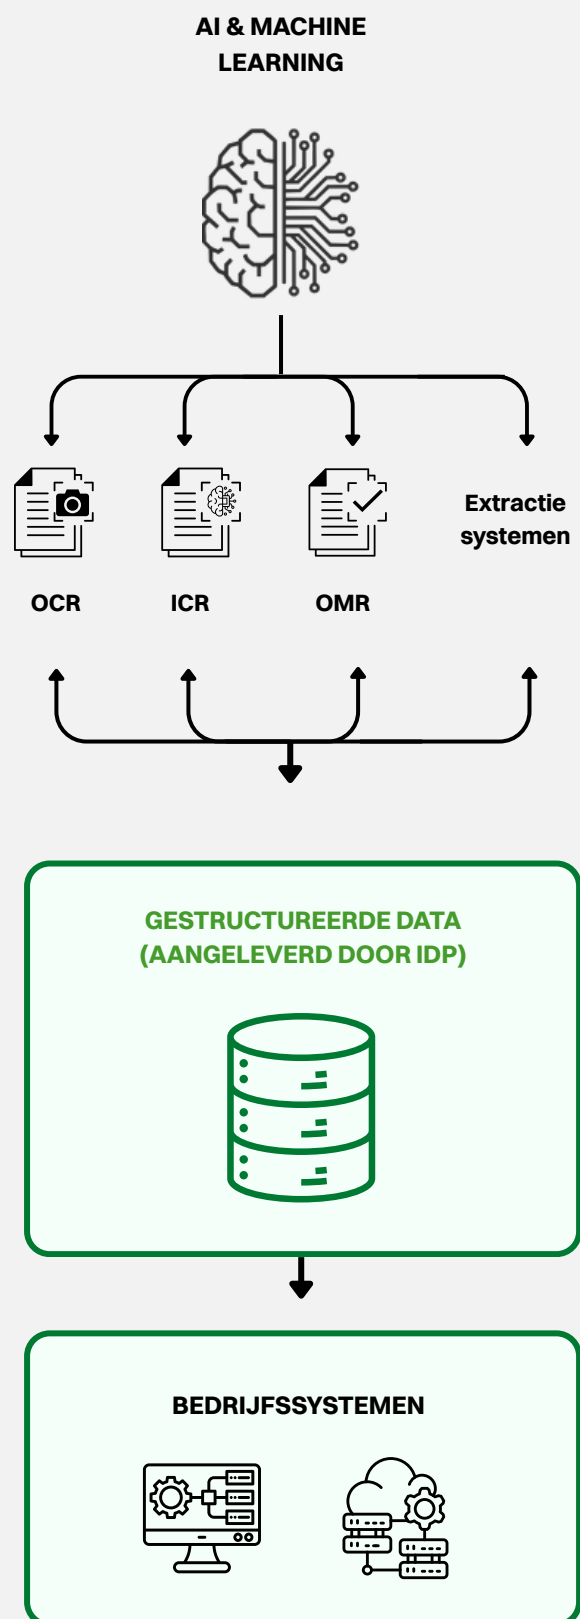 AI & MACHINE
LEARNING
Extractie
systemen
OCR
ICR
OMR
GESTRUCTUREERDE DATA
(AANGELEVERD DOOR IDP)
BEDRIJFSSYSTEMEN